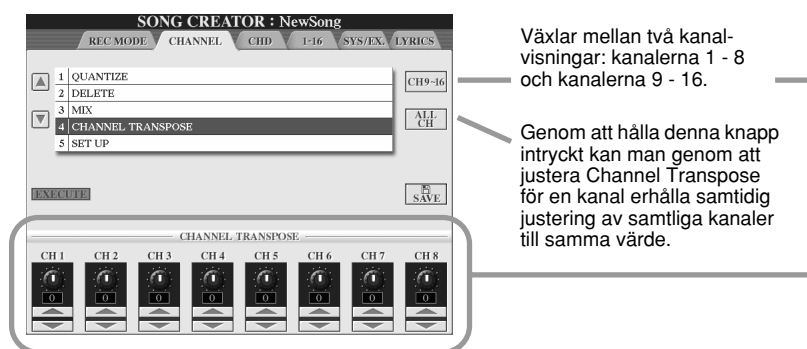 SONG CREATOR : NewSong
REC MODE CHANNEL CHD 1-16 SYS/EX. LYRICS
1 QUANTIZE
2 DELETE
3 MIX
4 CHANNEL TRANSPOSE
5 SET UP
CH9~16
ALL
CH
EXECUTE
SAVE
CHANNEL TRANSPOSE
CH 1 CH 2 CH 3 CH 4 CH 5 CH 6 CH 7 CH 8
0 0 0 0 0 0 0 0
Växlar mellan två kanal-
visningar: kanalerna 1 - 8
och kanalerna 9 - 16.
Genom att hålla denna knapp
intryckt kan man genom att
justera Channel Transpose
för en kanal erhålla samtidig
justering av samtliga kanaler
till samma värde.